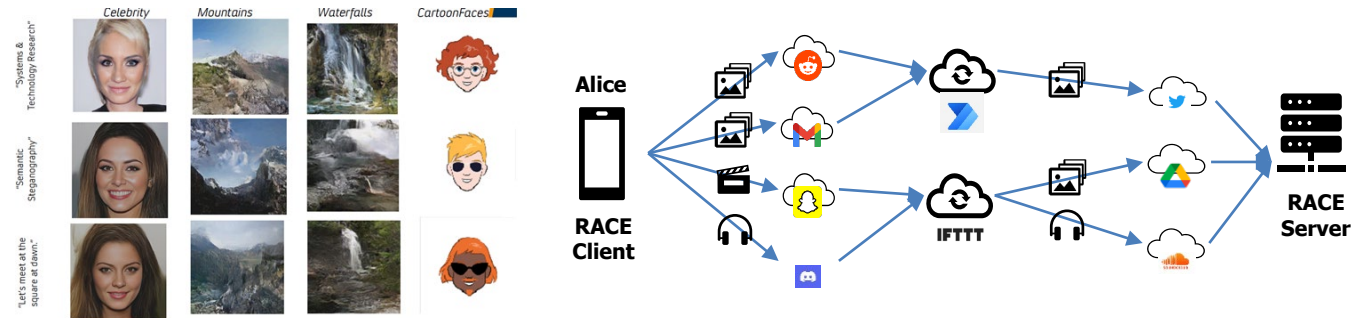 Celebrity
Mountains
Waterfalls
CartoonFaces
"Systems &
Technology Research"
"Semantic
Steganography"
"Let's meet at the
square at dawn."
Alice
RACE
Client
IFTTT
RACE
Server